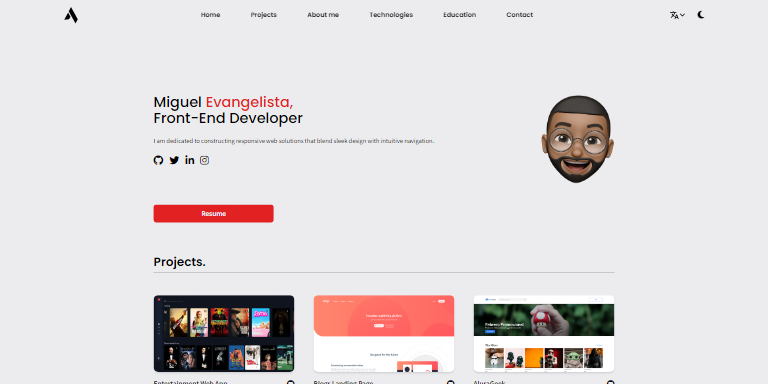 Home Projects About me Technologies Education Contact
Miguel Evangelista,
Front-End Developer
I am dedicated to constructing responsive web solutions that blend sleek design with intuitive navigation.
Resume
Projects.
Entertainment Web App
Blogr Landing Page
AluraGeek